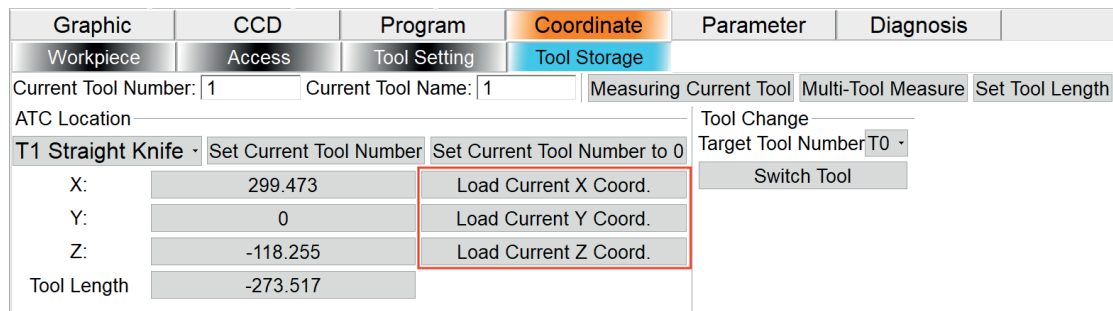 Graphic CCD Program Coordinate Parameter Diagnosis
Workpiece Access Tool Setting Tool Storage
Current Tool Number: 1 Current Tool Name: 1 Measuring Current Tool Multi-Tool Measure Set Tool Length
ATC Location Tool Change
T1 Straight Knife Set Current Tool Number Set Current Tool Number to 0 Target Tool Number T0
X: 299.473 Load Current X Coord. Switch Tool
Y: 0 Load Current Y Coord.
Z: -118.255 Load Current Z Coord.
Tool Length -273.517